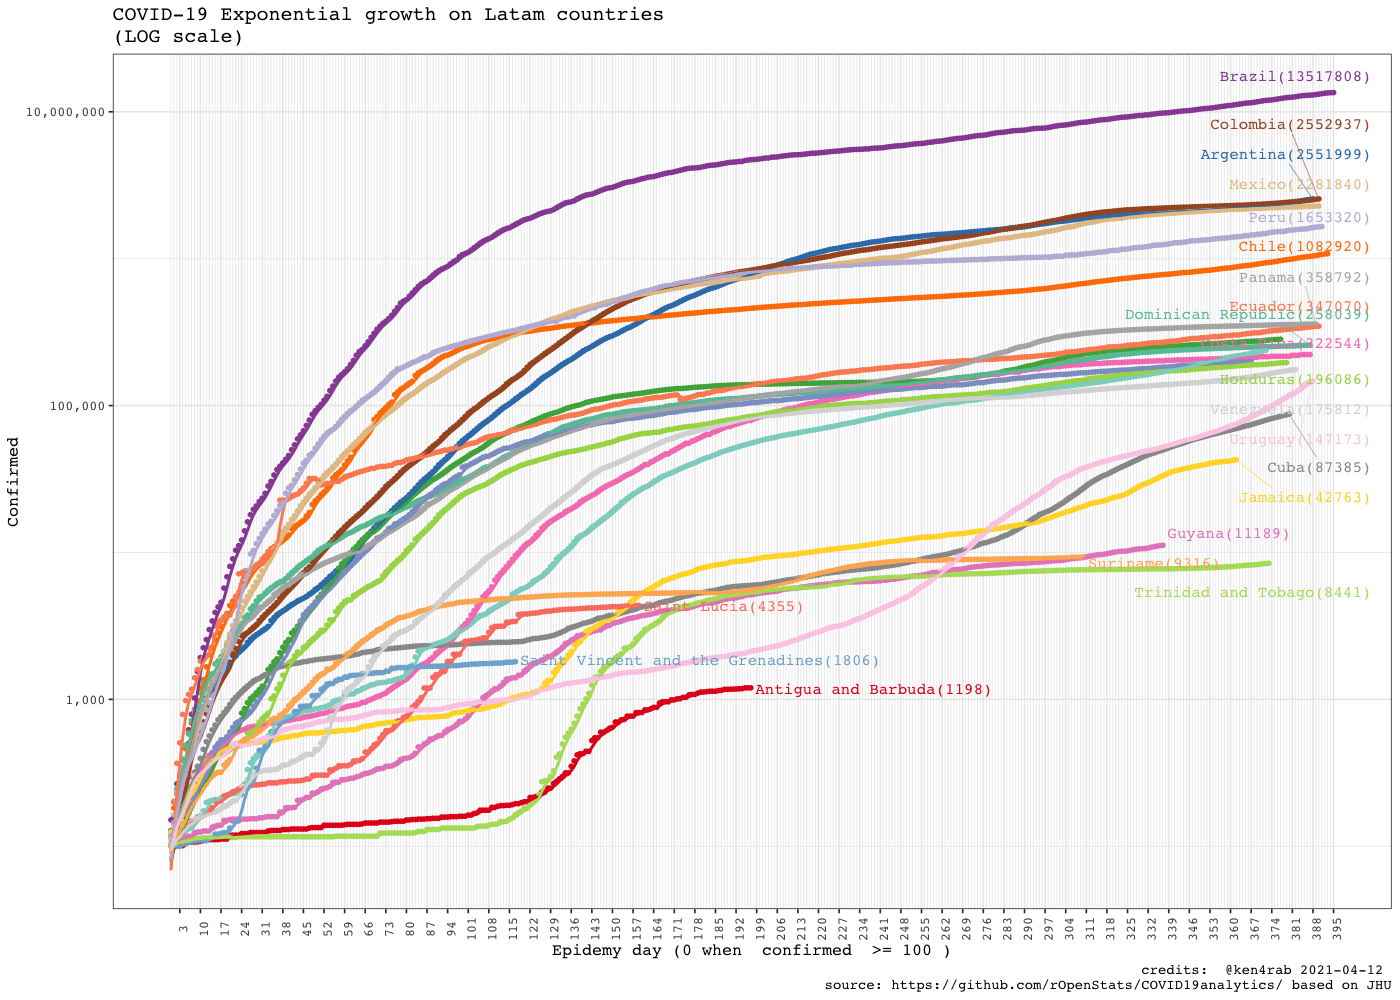 COVID-19 Exponential growth on Latam countries
(LOG scale)
Brazil(13517808)
10,000,000
Colombia(2552937)
Argentina(2551999)
Mexico(2281840)
Peru(1653320)
Chile(1082920)
Panama(358792)
Ecuador(347070)
Dominican Republic(258039)
(222544)
Honduras(196086)
100,000
Venezuela(175812)
Uruguay(147173)
Cuba(87385)
Jamaica(42763)
Confirmed
Guyana(11189)
Suriname(9316)
Trinidad and Tobago(8441)
Saint Lucia(4355)
Saint Vincent and the Grenadines(1806)
Antigua and Barbuda(1198)
1,000
3 10 17 24 31 38 45 52 59 66 73 80 87 94 101 108 115 122 129 136 143 150 157 164 171 178 185 192 199 206 213 220 227 234 241 248 255 262 269 276 283 290 297 304 311 318 325 332 339 346 353 360 367 374 381 388 395
Epidemy day (0 when confirmed >= 100 )
credits: @ken4rab 2021-04-12
source: https://github.com/rOpenStats/COVID19analytics/ based on JHU